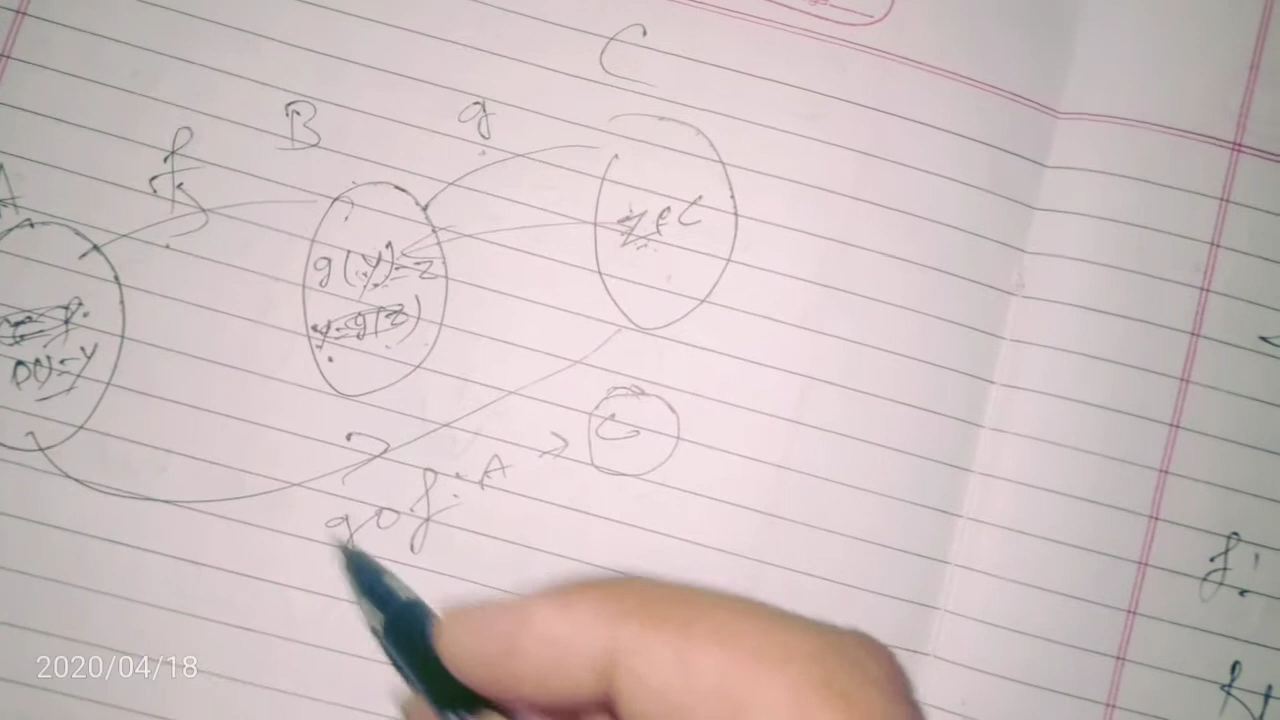 C
B g
f
A
z ∈ C
g(y)=z
y=g(z)
C
gof: A →
f:
2020/04/18